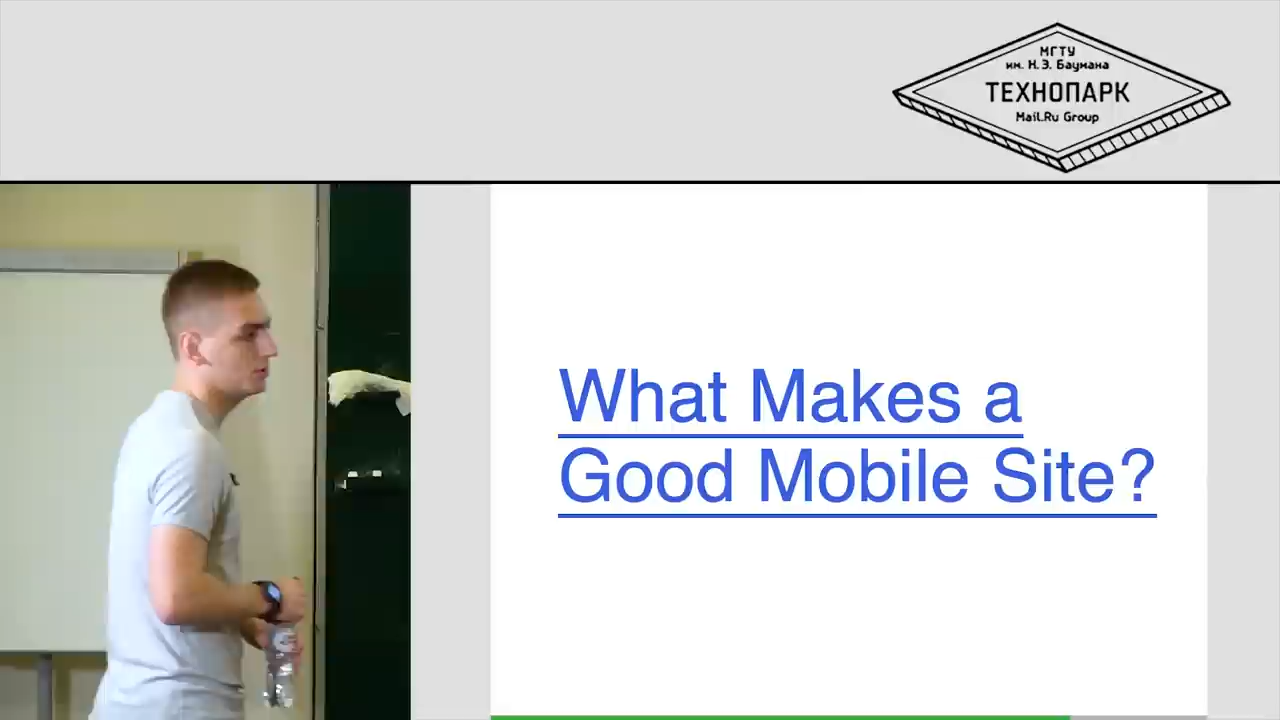 МГТУ
им. Н.Э. Баумана
ТЕХНОПАРК
Mail.Ru Group
What Makes a
Good Mobile Site?